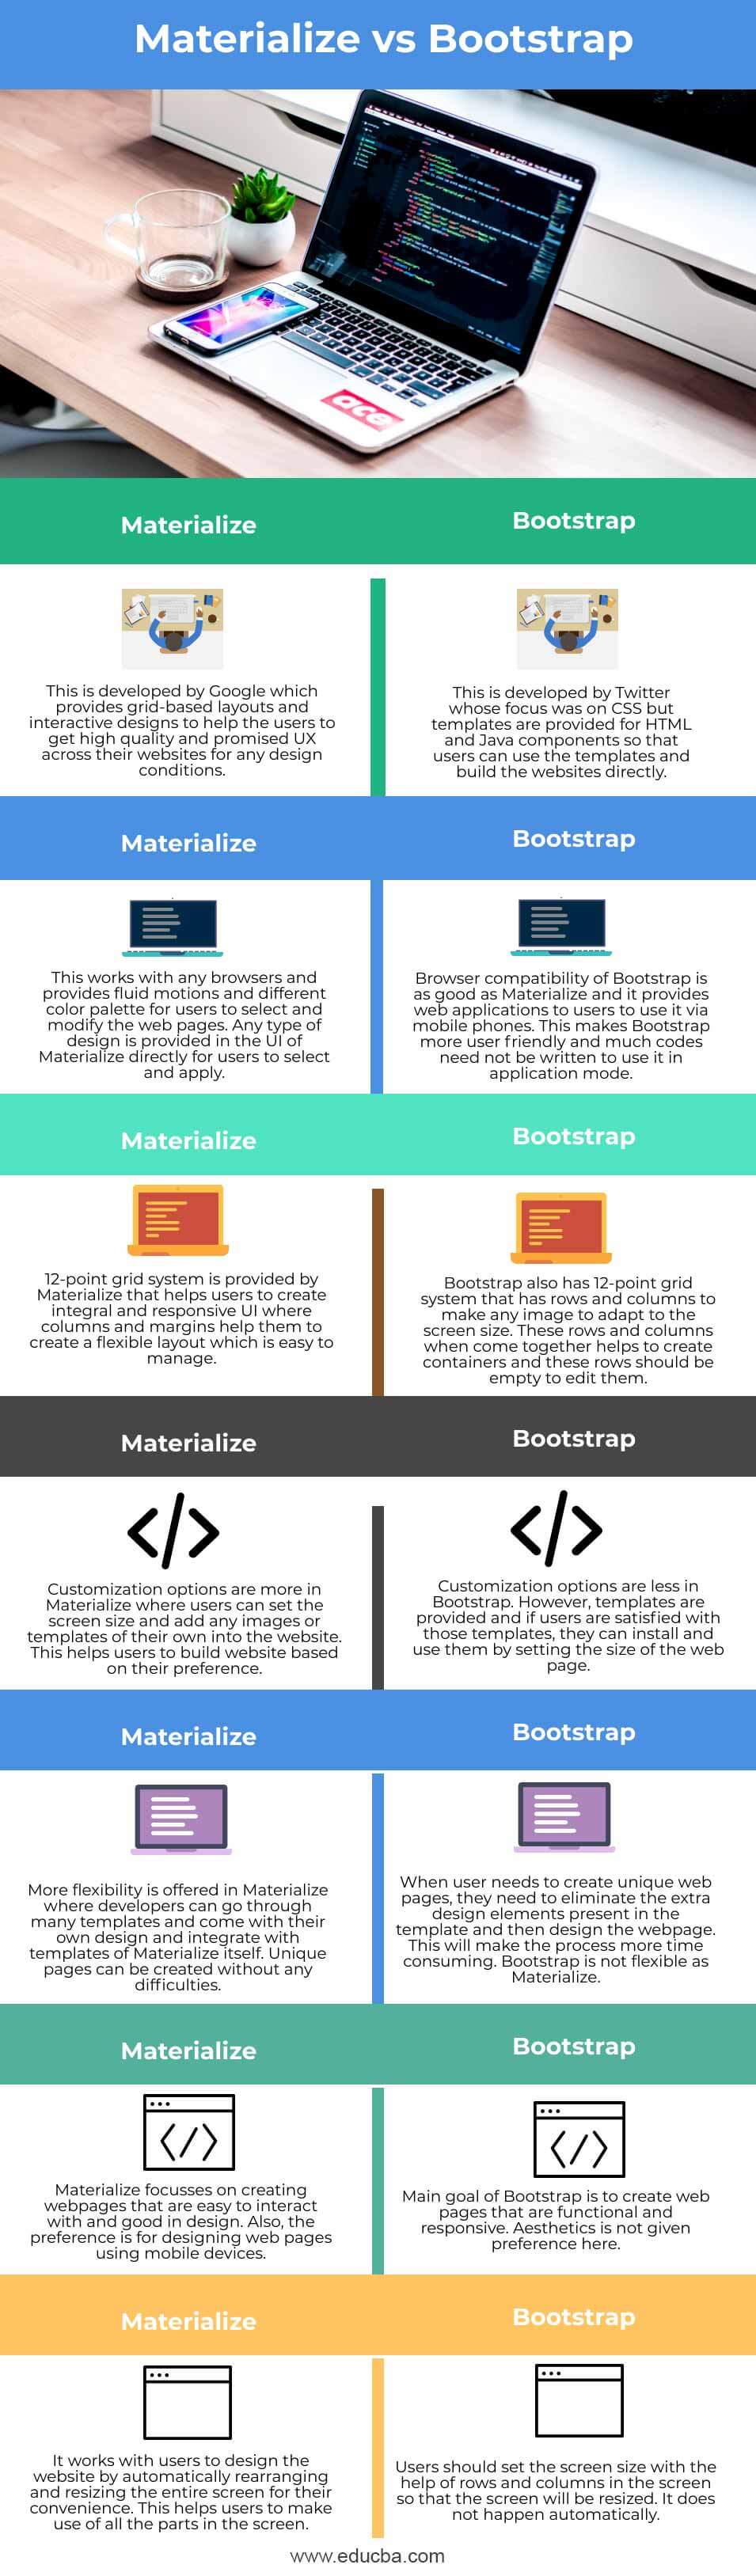 Materialize vs Bootstrap
ace
Materialize
Bootstrap
This is developed by Google which
provides grid-based layouts and
interactive designs to help the users to
get high quality and promised UX
across their websites for any design
conditions.
This is developed by Twitter
whose focus was on CSS but
templates are provided for HTML
and Java components so that
users can use the templates and
build the websites directly.
Materialize
Bootstrap
This works with any browsers and
provides fluid motions and different
color palette for users to select and
modify the web pages. Any type of
design is provided in the UI of
Materialize directly for users to select
and apply.
Browser compatibility of Bootstrap is
as good as Materialize and it provides
web applications to users to use it via
mobile phones. This makes Bootstrap
more user friendly and much codes
need not be written to use it in
application mode.
Materialize
Bootstrap
12-point grid system is provided by
Materialize that helps users to create
integral and responsive UI where
columns and margins help them to
create a flexible layout which is easy to
manage.
Bootstrap also has 12-point grid
system that has rows and columns to
make any image to adapt to the
screen size. These rows and columns
when come together helps to create
containers and these rows should be
empty to edit them.
Materialize
Bootstrap
</>
</>
Customization options are more in
Materialize where users can set the
screen size and add any images or
templates of their own into the website.
This helps users to build website based
on their preference.
Customization options are less in
Bootstrap. However, templates are
provided and if users are satisfied with
those templates, they can install and
use them by setting the size of the web
page.
Materialize
Bootstrap
More flexibility is offered in Materialize
where developers can go through
many templates and come with their
own design and integrate with
templates of Materialize itself. Unique
pages can be created without any
difficulties.
When user needs to create unique web
pages, they need to eliminate the extra
design elements present in the
template and then design the webpage.
This will make the process more time
consuming. Bootstrap is not flexible as
Materialize.
Materialize
Bootstrap
</>
</>
Materialize focusses on creating
webpages that are easy to interact
with and good in design. Also, the
preference is for designing web pages
using mobile devices.
Main goal of Bootstrap is to create web
pages that are functional and
responsive. Aesthetics is not given
preference here.
Materialize
Bootstrap
It works with users to design the
website by automatically rearranging
and resizing the entire screen for their
convenience. This helps users to make
use of all the parts in the screen.
Users should set the screen size with the
help of rows and columns in the screen
so that the screen will be resized. It does
not happen automatically.
www.educba.com